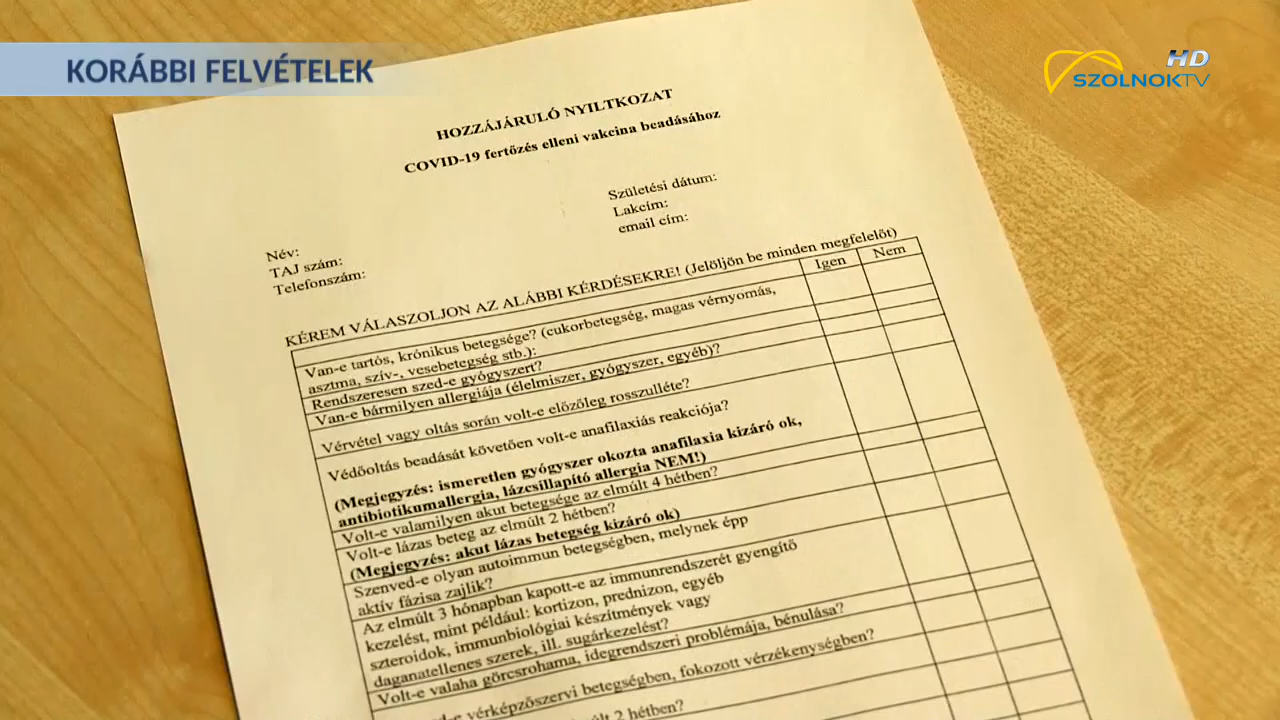 KORÁBBI FELVÉTELEK
HD
SZOLNOKTV
HOZZÁJÁRULÓ NYILTKOZAT
COVID-19 fertőzés elleni vakcina beadásához
Név:
TAJ szám:
Telefonszám:
Születési dátum:
Lakcím:
email cím:
KÉREM VÁLASZOLJON AZ ALÁBBI KÉRDÉSEKRE! (Jelöljön be minden megfelelőt)
Igen Nem
Van-e tartós, krónikus betegsége? (cukorbetegség, magas vérnyomás,
asztma, szív-, vesebetegség stb.):
Rendszeresen szed-e gyógyszert?
Van-e bármilyen allergiája (élelmiszer, gyógyszer, egyéb)?
Vérvétel vagy oltás során volt-e előzőleg rosszulléte?
Védőoltás beadását követően volt-e anafilaxiás reakciója?
(Megjegyzés: ismeretlen gyógyszer okozta anafilaxia kizáró ok,
antibiotikumallergia, lázcsillapító allergia NEM!)
Volt-e valamilyen akut betegsége az elmúlt 4 hétben?
Volt-e lázas beteg az elmúlt 2 hétben?
(Megjegyzés: akut lázas betegség kizáró ok)
Szenved-e olyan autoimmun betegségben, melynek épp
aktív fázisa zajlik?
Az elmúlt 3 hónapban kapott-e az immunrendszerét gyengítő
kezelést, mint például: kortizon, prednizon, egyéb
szteroidok, immunbiológiai készítmények vagy
daganatellenes szerek, ill. sugárkezelést?
Volt-e valaha görcsrohama, idegrendszeri problémája, bénulása?
vérképzőszervi betegségben, fokozott vérzékenységben?
2 hétben?